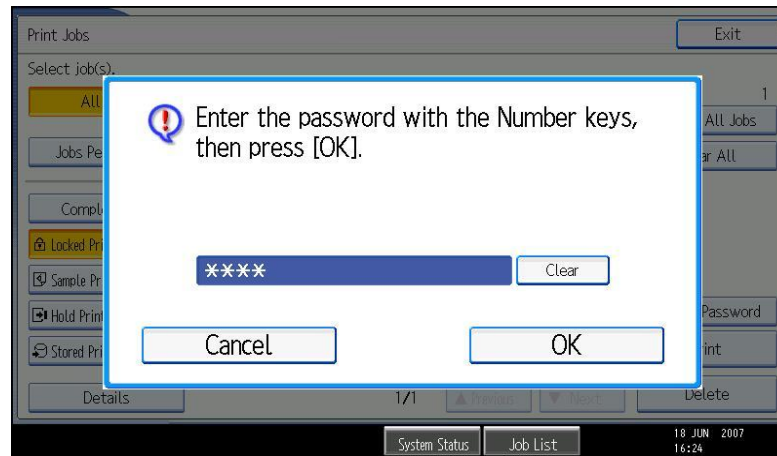 Print Jobs
Exit
Select job(s).
All
1
All Jobs
Jobs Pe
ar All
Enter the password with the Number keys,
then press [OK].
Compl
Locked Pri
Sample Pr
****
Clear
Hold Print
Password
Stored Pri
Cancel
OK
int
Details
1/1
Previous
Next
Delete
System Status
Job List
18 JUN 2007
16:24